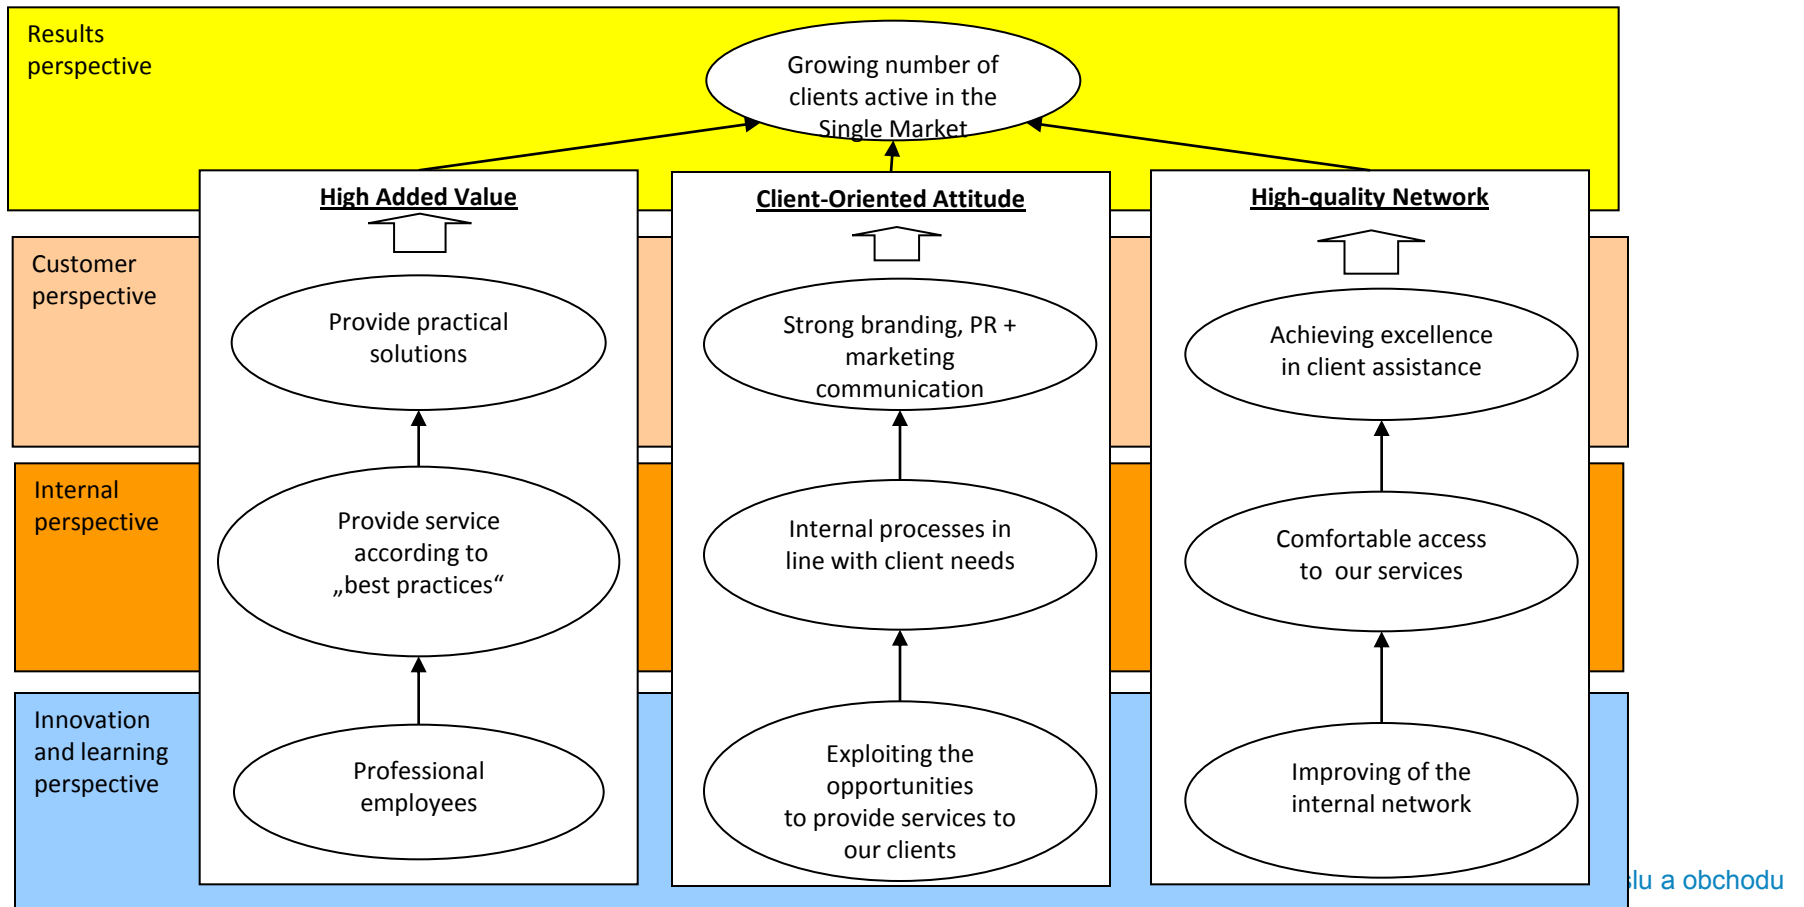 Results
perspective
Growing number of
clients active in the
Single Market
High Added Value
Client-Oriented Attitude
High-quality Network
Customer
perspective
Provide practical
solutions
Strong branding, PR +
marketing
communication
Achieving excellence
in client assistance
Internal
perspective
Provide service
according to
„best practices“
Internal processes in
line with client needs
Comfortable access
to our services
Innovation
and learning
perspective
Professional
employees
Exploiting the
opportunities
to provide services to
our clients
Improving of the
internal network
a obchodu